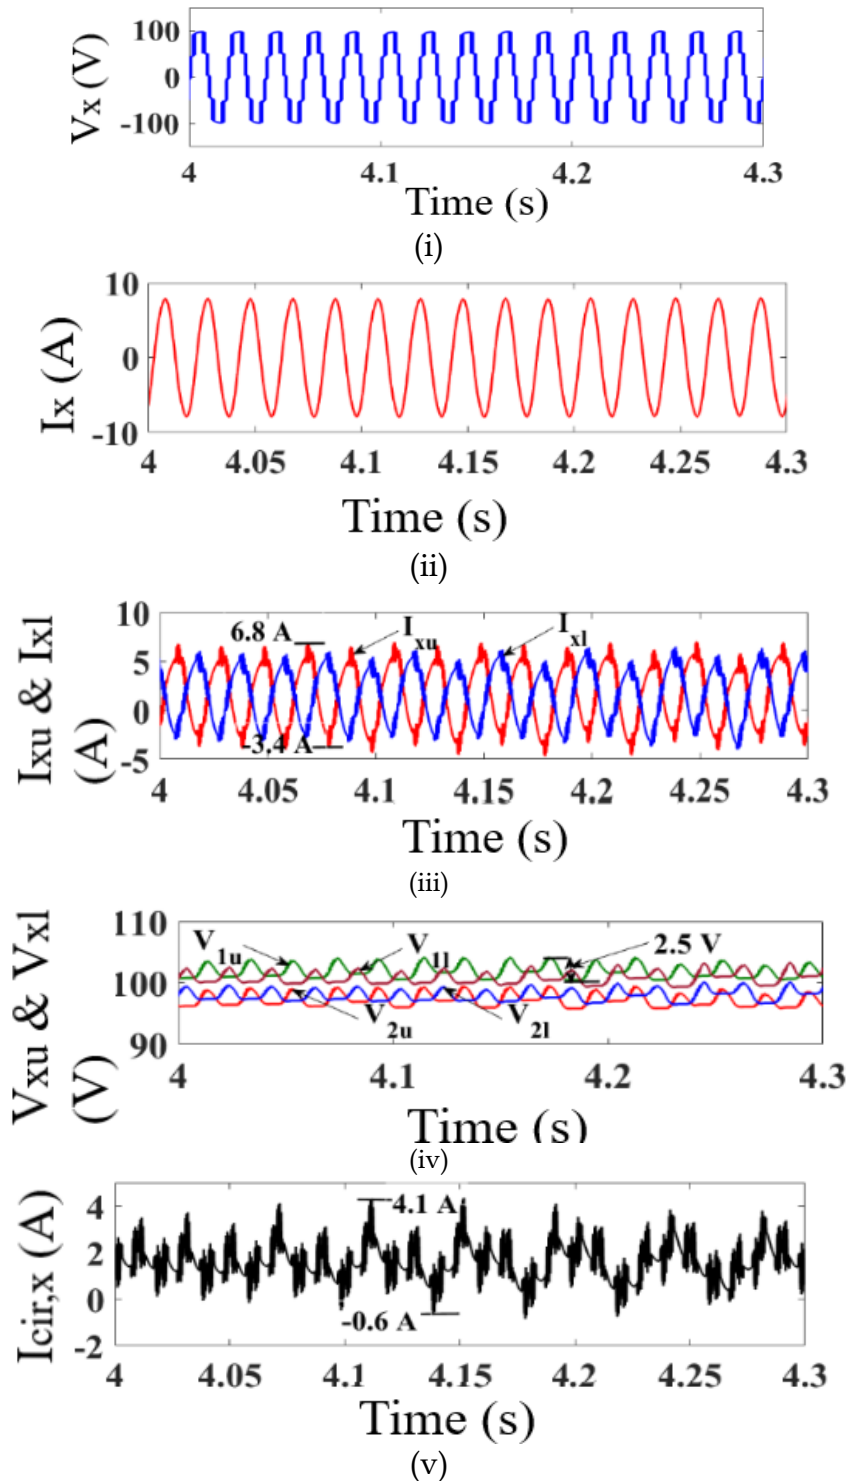 Vx (V)
100
0
-100
4
4.1
4.2
4.3
Time (s)
(i)
Ix (A)
10
0
-10
4
4.05
4.1
4.15
4.2
4.25
4.3
Time (s)
(ii)
Ixu & Ixl
(A)
10
5
0
-5
6.8 A
Ixu
Ixl
-3.4 A
4
4.05
4.1
4.15
4.2
4.25
4.3
Time (s)
(iii)
Vxu & Vxl
(V)
110
100
90
V1u
V1l
2.5 V
V2u
V2l
4
4.1
4.2
4.3
Time (s)
(iv)
Icir,x (A)
4
2
0
-2
4.1 A
-0.6 A
4
4.05
4.1
4.15
4.2
4.25
4.3
Time (s)
(v)